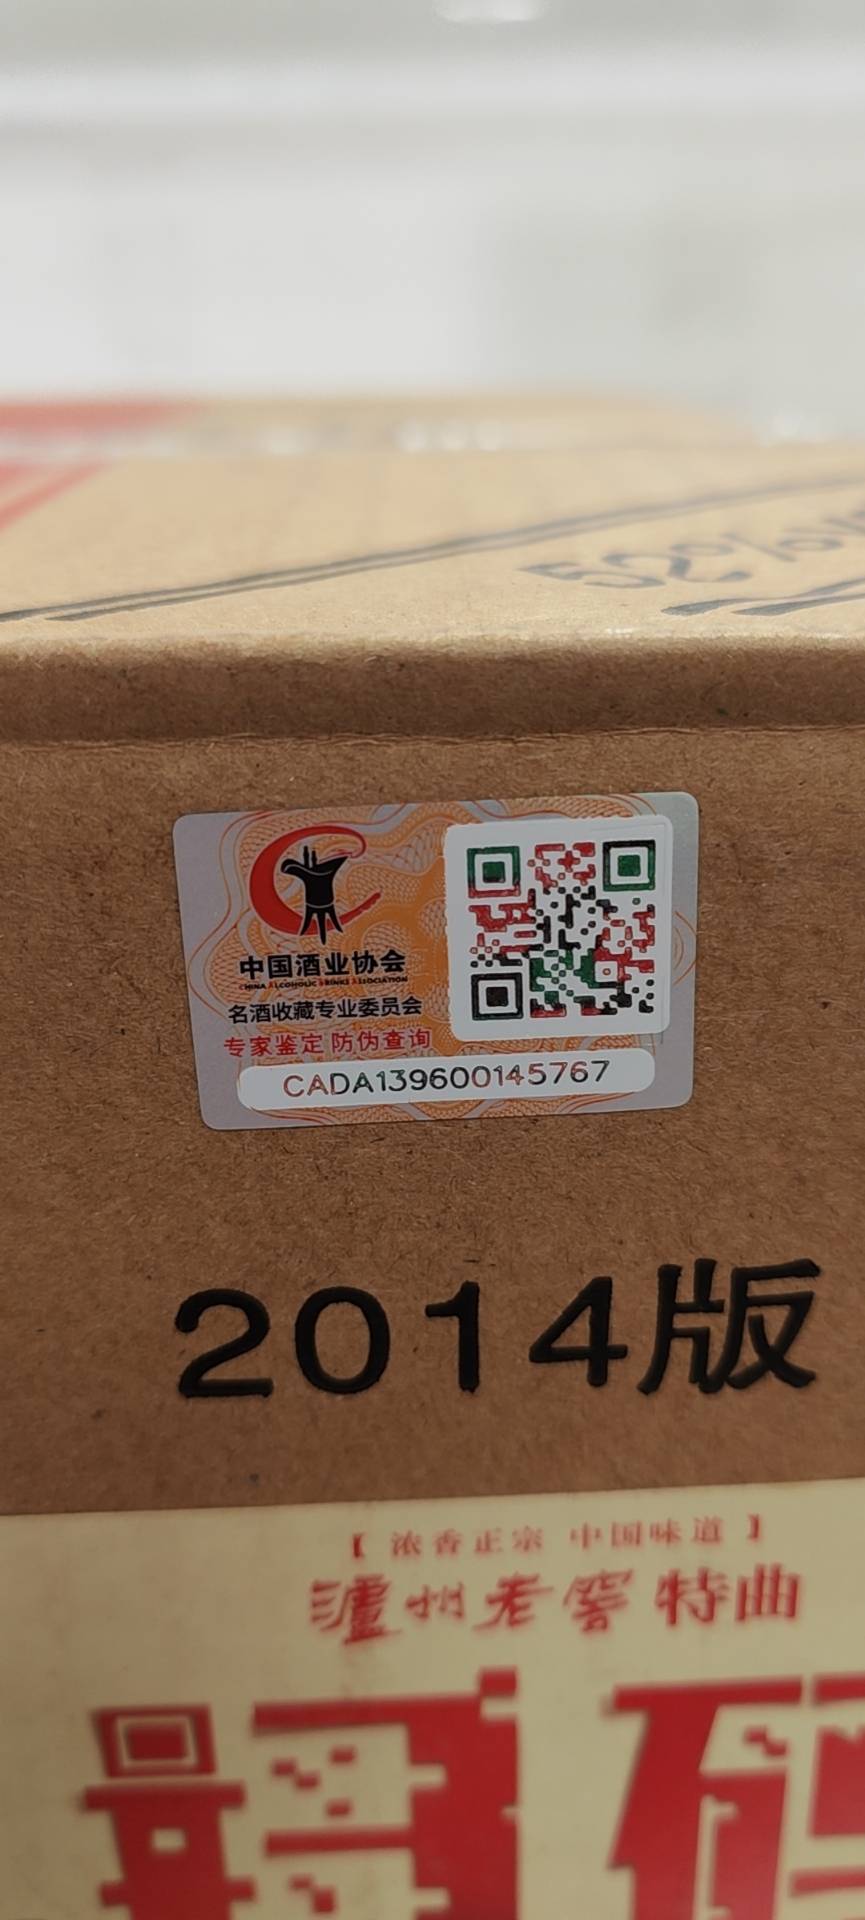 52%
中国酒业协会
CHINA ALCOHOLIC DRINKS ASSOCIATION
名酒收藏专业委员会
专家鉴定 防伪查询
CADA139600145767
2014版
【 浓香正宗 中国味道 】
泸州老窖 特曲